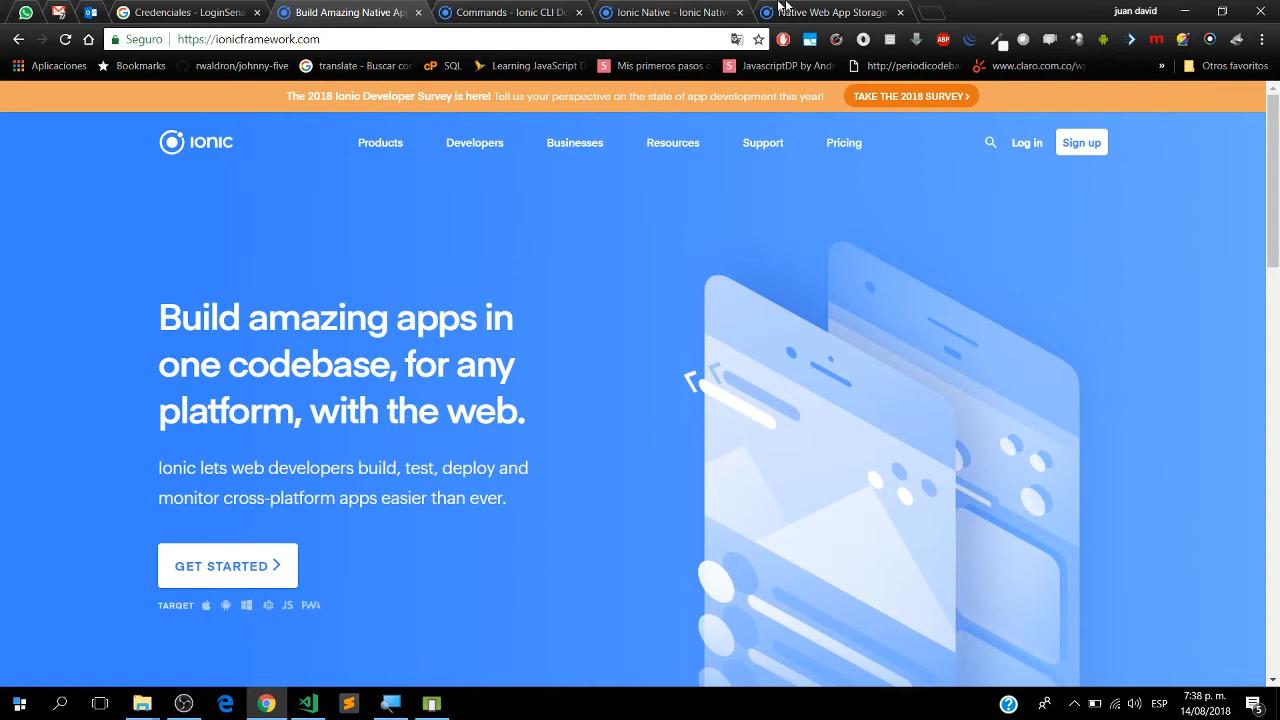 Credenciales - LoginSena
Build Amazing Native Ap
Commands - Ionic CLI Do
Ionic Native - Ionic Nativ
Native Web App Storage
juan david
Seguro
https://ionicframework.com
Aplicaciones
Bookmarks
rwaldron/johnny-five
translate - Buscar co
SQL
Learning JavaScript D
Mis primeros pasos c
JavascriptDP by And
http://periodicodeba
www.claro.com.co/w
»
Otros favoritos
The 2018 Ionic Developer Survey is here! Tell us your perspective on the state of app development this year!
TAKE THE 2018 SURVEY
IONIC
Products
Developers
Businesses
Resources
Support
Pricing
Log in
Sign up
Build amazing apps in
one codebase, for any
platform, with the web.
Ionic lets web developers build, test, deploy and
monitor cross-platform apps easier than ever.
GET STARTED
TARGET
JS
PWA
ESP
7:38 p. m.
14/08/2018
5